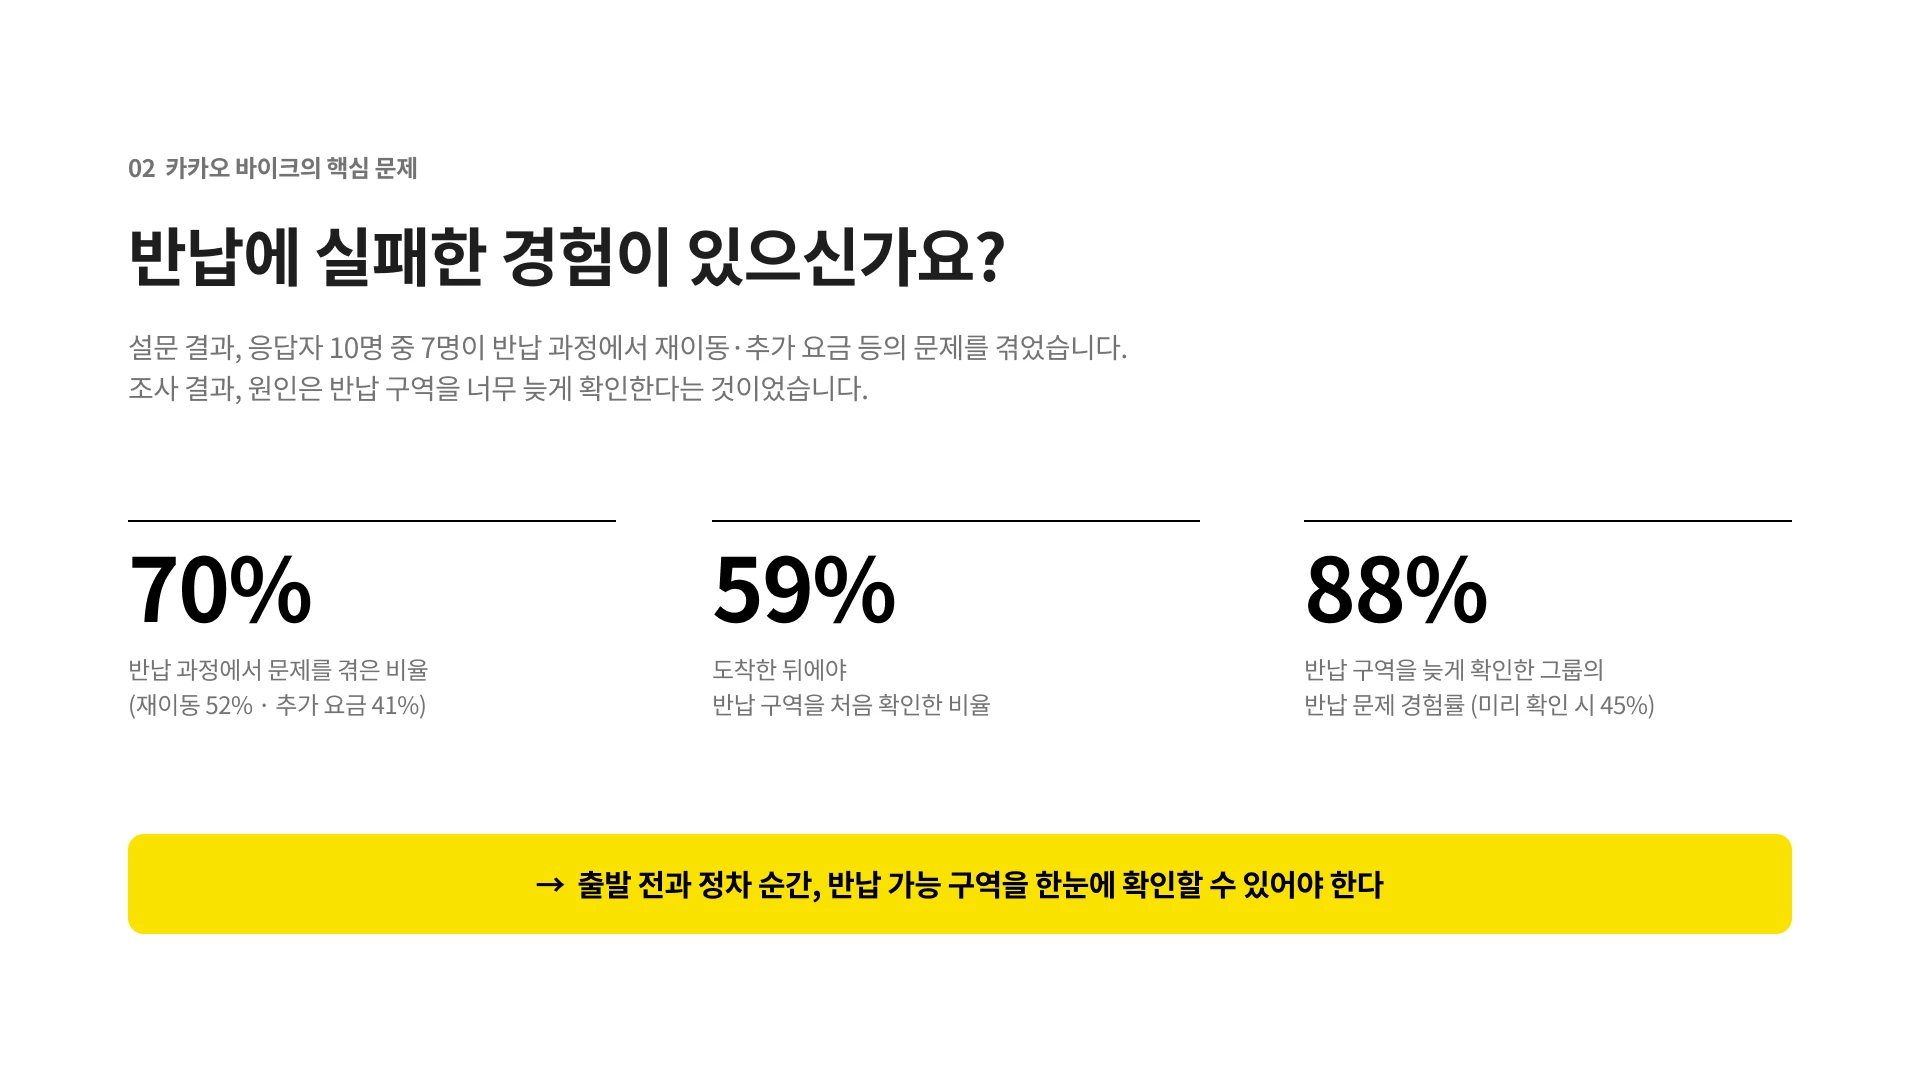 02 카카오 바이크의 핵심 문제
반납에 실패한 경험이 있으신가요?
설문 결과, 응답자 10명 중 7명이 반납 과정에서 재이동·추가 요금 등의 문제를 겪었습니다.
조사 결과, 원인은 반납 구역을 너무 늦게 확인한다는 것이었습니다.
70%
반납 과정에서 문제를 겪은 비율
(재이동 52% · 추가 요금 41%)
59%
도착한 뒤에야
반납 구역을 처음 확인한 비율
88%
반납 구역을 늦게 확인한 그룹의
반납 문제 경험률 (미리 확인 시 45%)
→ 출발 전과 정차 순간, 반납 가능 구역을 한눈에 확인할 수 있어야 한다